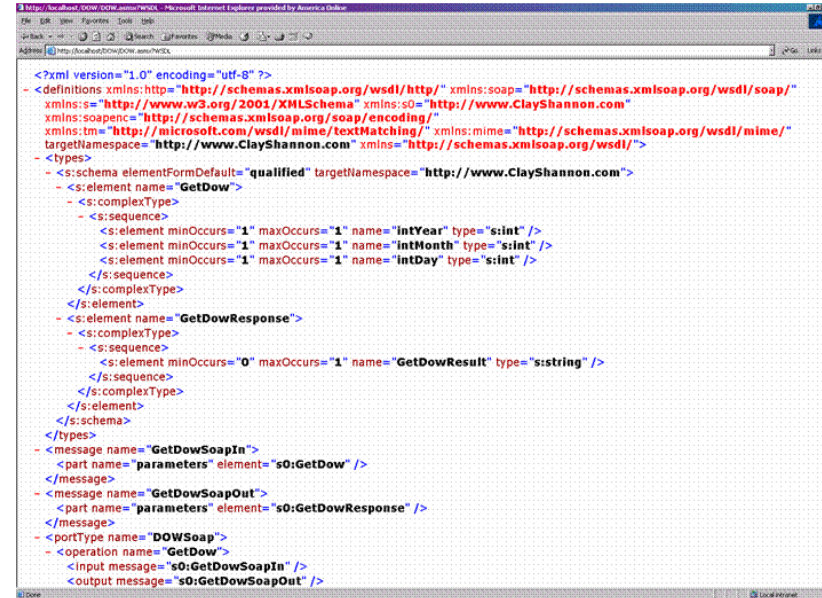 http://localhost/DOW/DOW.asmx?WSDL - Microsoft Internet Explorer provided by America Online
File Edit View Favorites Tools Help
Back Search Favorites Media
Address http://localhost/DOW/DOW.asmx?WSDL Go Links
<?xml version="1.0" encoding="utf-8" ?>
- <definitions xmlns:http="http://schemas.xmlsoap.org/wsdl/http/" xmlns:soap="http://schemas.xmlsoap.org/wsdl/soap/"
xmlns:s="http://www.w3.org/2001/XMLSchema" xmlns:s0="http://www.ClayShannon.com"
xmlns:soapenc="http://schemas.xmlsoap.org/soap/encoding/"
xmlns:tm="http://microsoft.com/wsdl/mime/textMatching/" xmlns:mime="http://schemas.xmlsoap.org/wsdl/mime/"
targetNamespace="http://www.ClayShannon.com" xmlns="http://schemas.xmlsoap.org/wsdl/">
- <types>
- <s:schema elementFormDefault="qualified" targetNamespace="http://www.ClayShannon.com">
- <s:element name="GetDow">
- <s:complexType>
- <s:sequence>
<s:element minOccurs="1" maxOccurs="1" name="intYear" type="s:int" />
<s:element minOccurs="1" maxOccurs="1" name="intMonth" type="s:int" />
<s:element minOccurs="1" maxOccurs="1" name="intDay" type="s:int" />
</s:sequence>
</s:complexType>
</s:element>
- <s:element name="GetDowResponse">
- <s:complexType>
- <s:sequence>
<s:element minOccurs="0" maxOccurs="1" name="GetDowResult" type="s:string" />
</s:sequence>
</s:complexType>
</s:element>
</s:schema>
</types>
- <message name="GetDowSoapIn">
<part name="parameters" element="s0:GetDow" />
</message>
- <message name="GetDowSoapOut">
<part name="parameters" element="s0:GetDowResponse" />
</message>
- <portType name="DOWSoap">
- <operation name="GetDow">
<input message="s0:GetDowSoapIn" />
<output message="s0:GetDowSoapOut" />
Done Local intranet